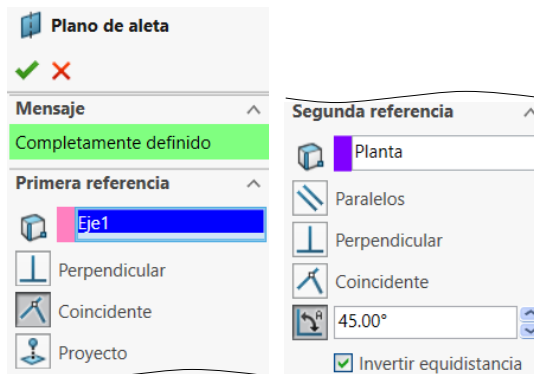 Plano de aleta
Mensaje
Completamente definido
Primera referencia
Eje1
Perpendicular
Coincidente
Proyecto
Segunda referencia
Planta
Paralelos
Perpendicular
Coincidente
45.00°
Invertir equidistancia